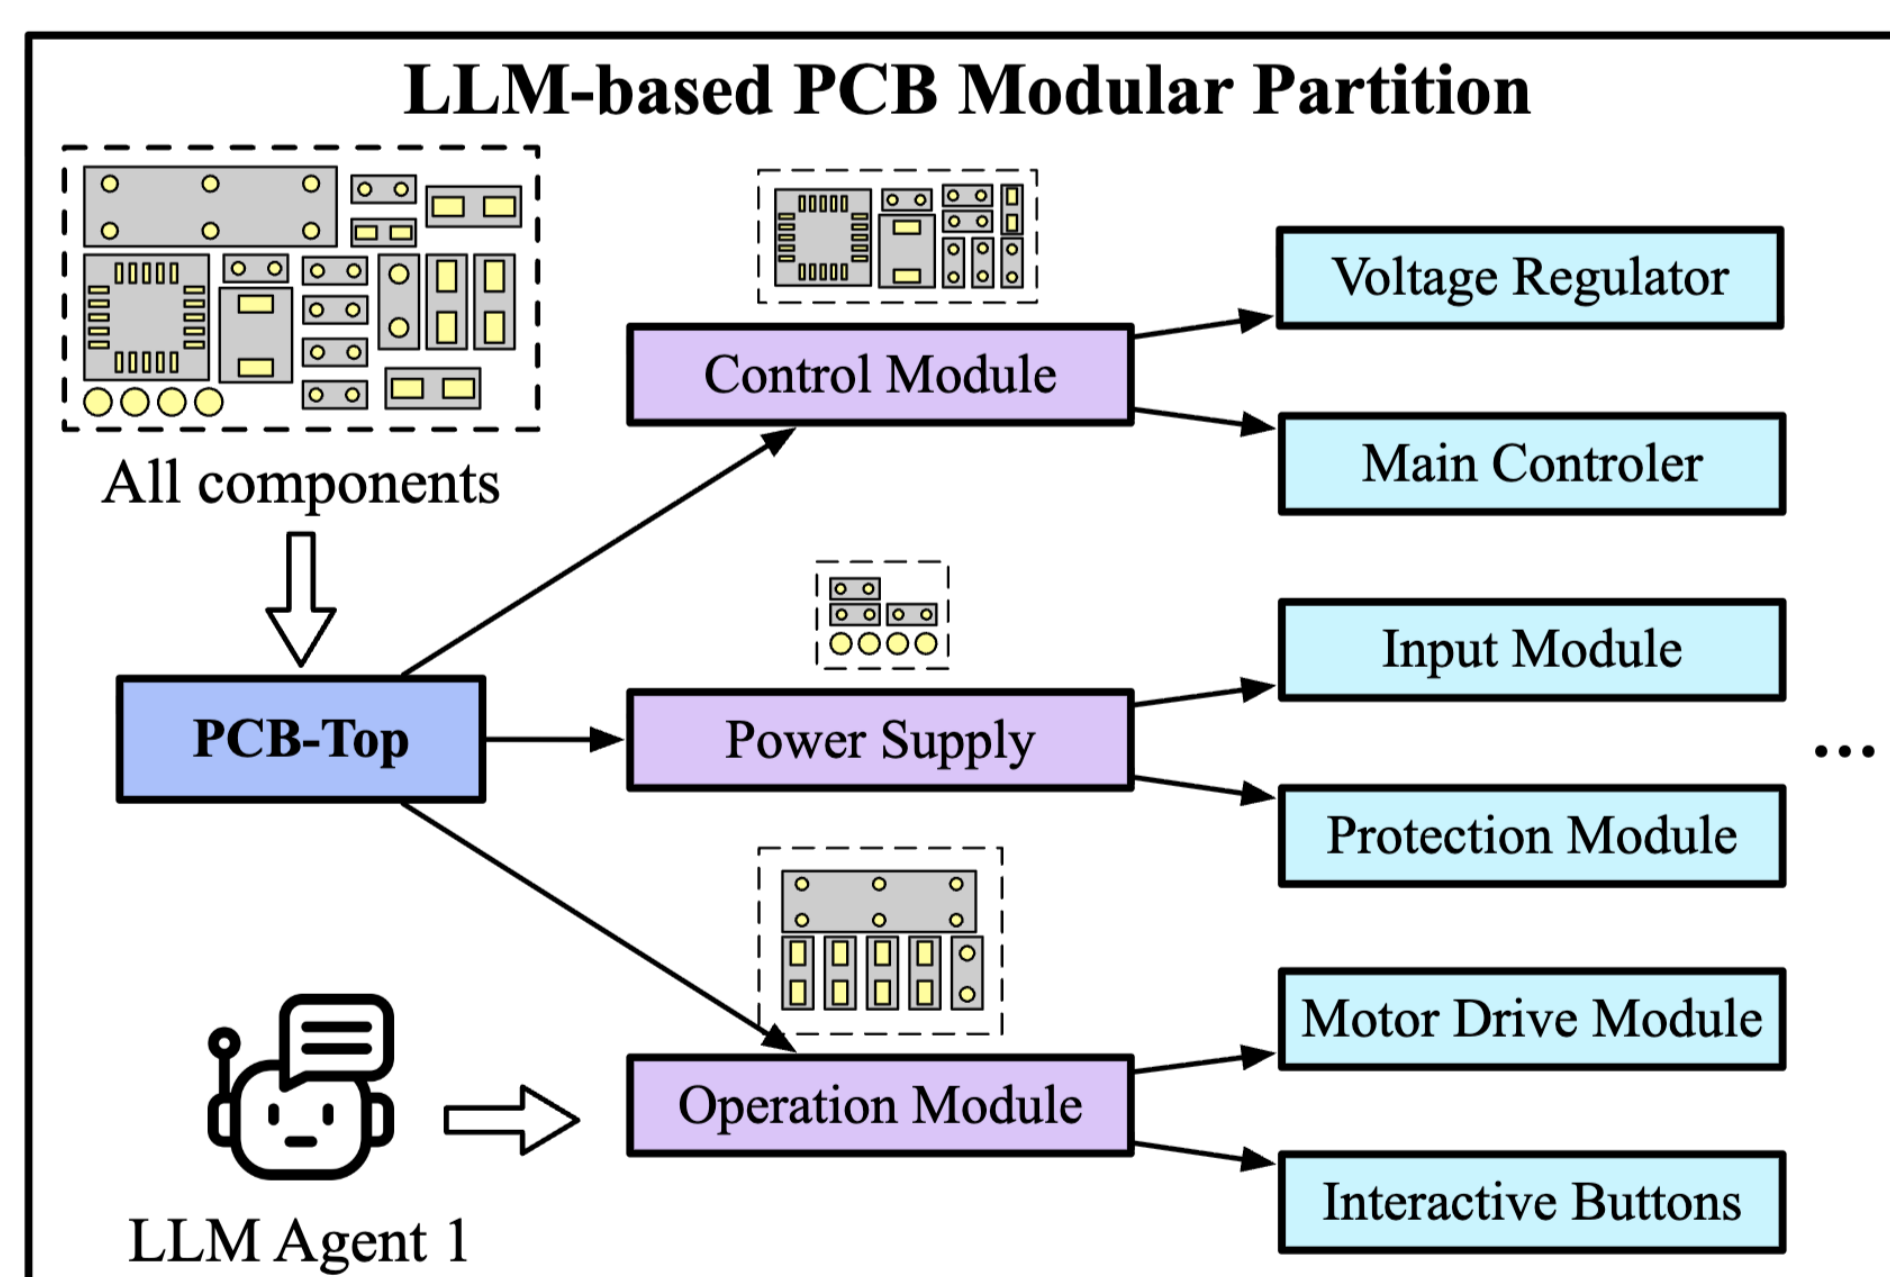 LLM-based PCB Modular Partition
All components
PCB-Top
LLM Agent 1
Control Module
Power Supply
Operation Module
Voltage Regulator
Main Controler
Input Module
Protection Module
Motor Drive Module
Interactive Buttons
...